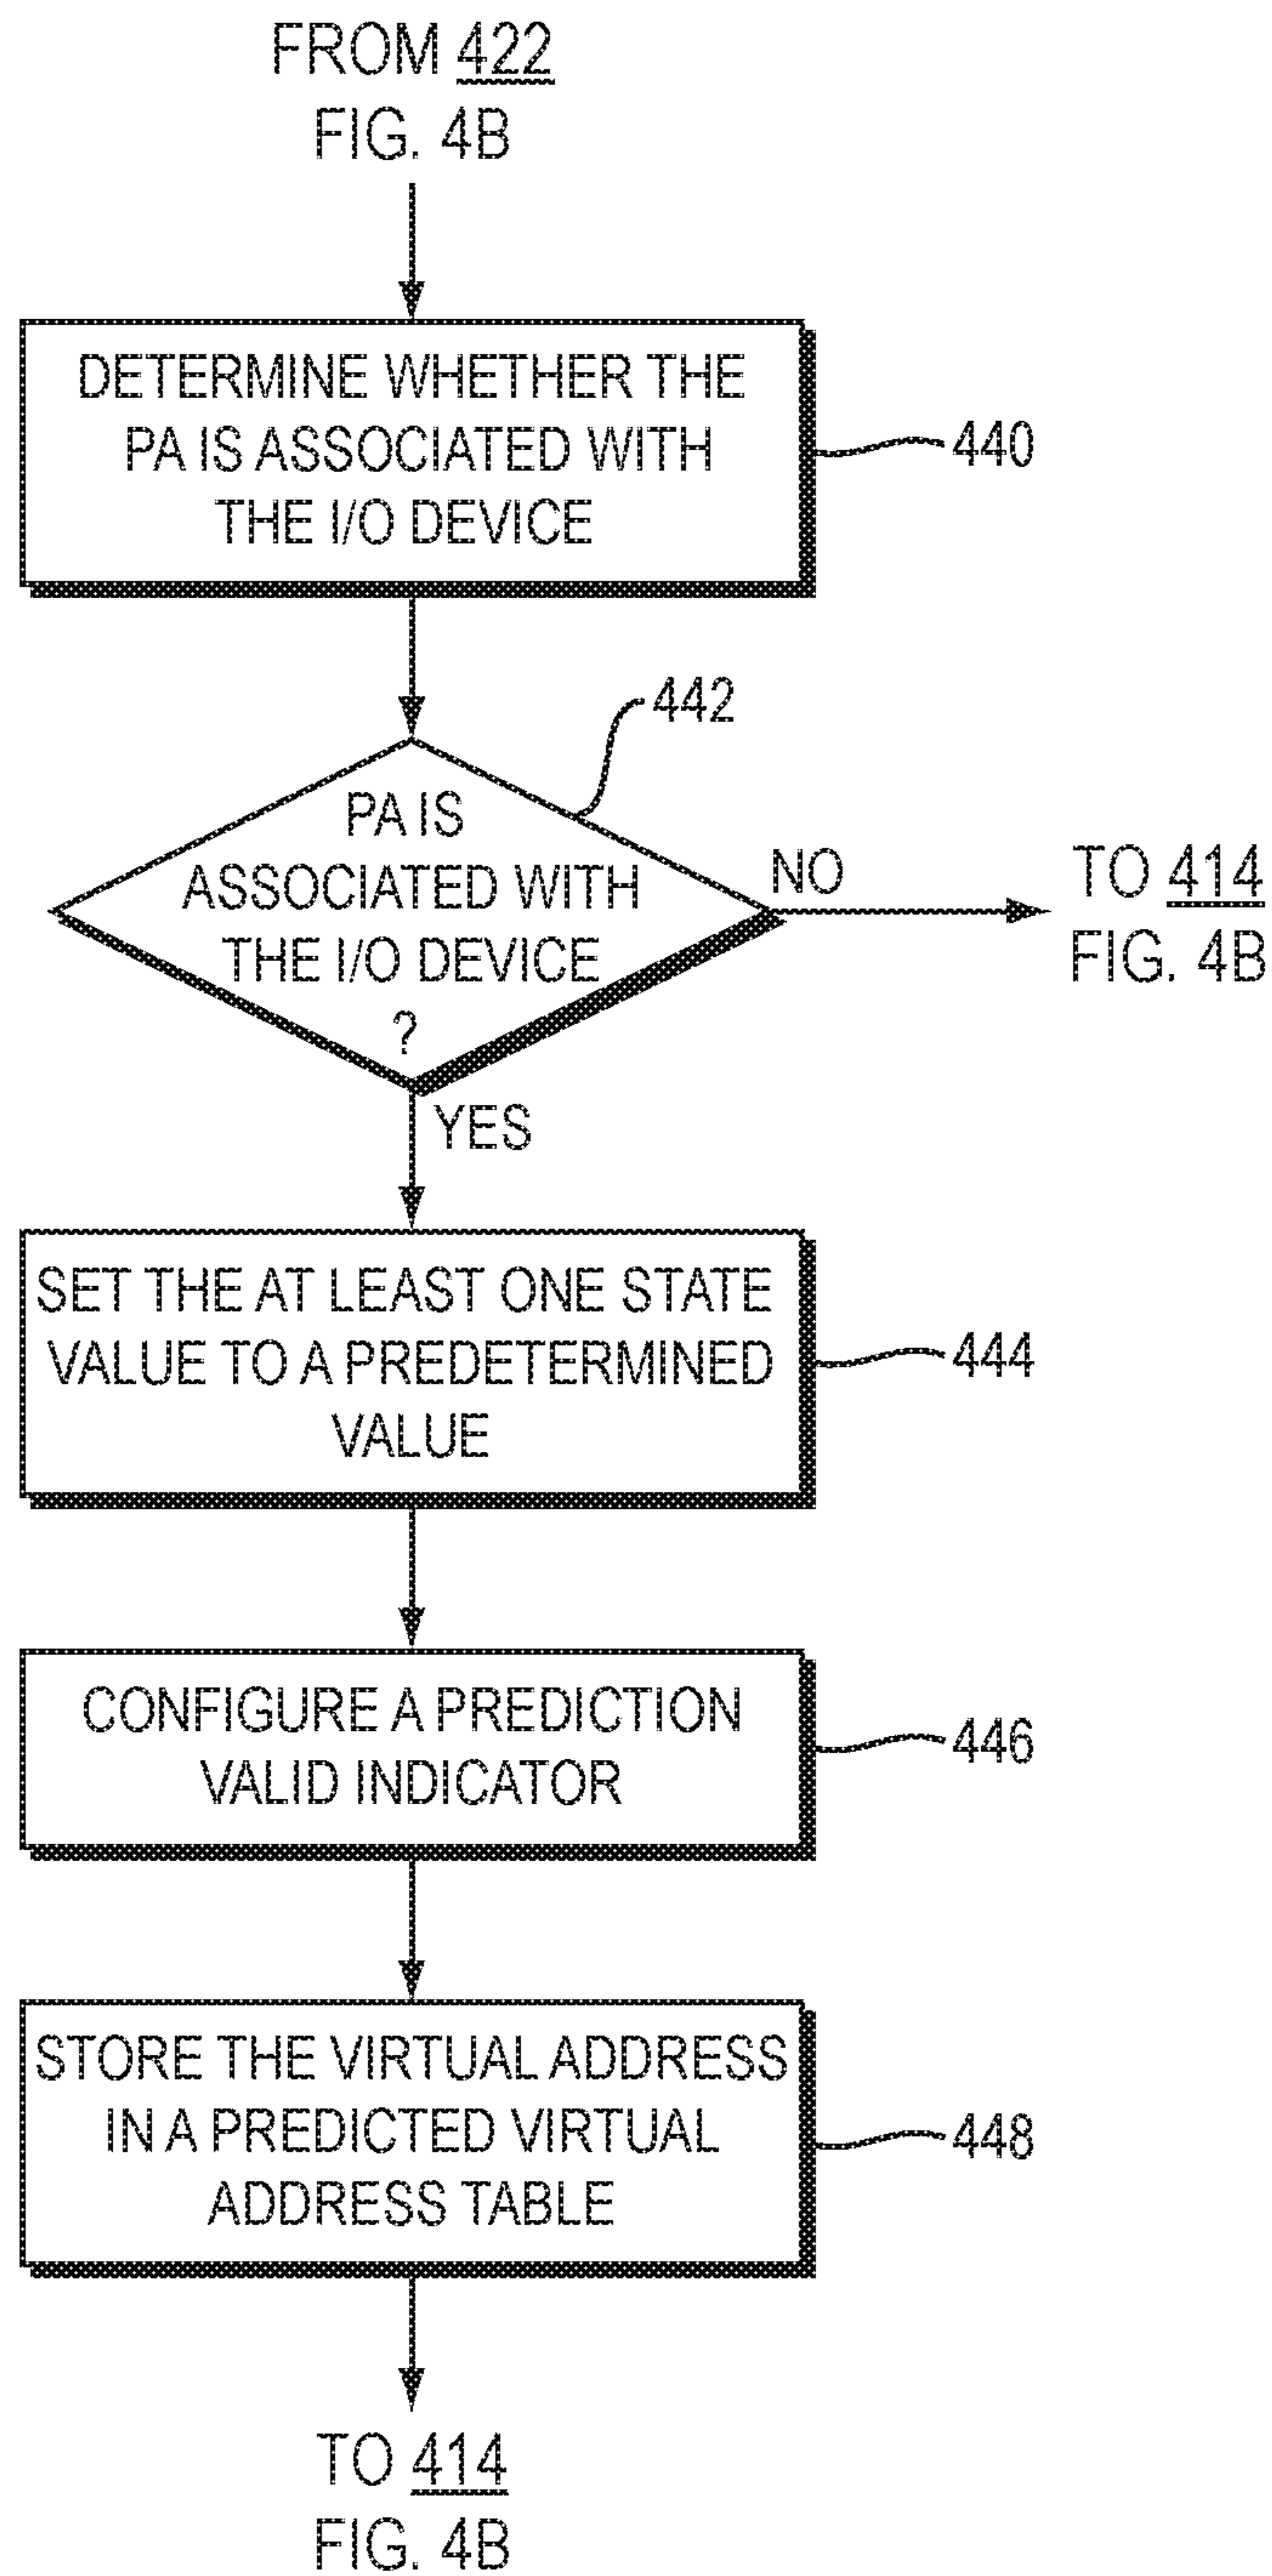 FROM 422
FIG. 4B
DETERMINE WHETHER THE
PA IS ASSOCIATED WITH
THE I/O DEVICE
440
442
PA IS
ASSOCIATED WITH
THE I/O DEVICE
?
NO
TO 414
FIG. 4B
YES
SET THE AT LEAST ONE STATE
VALUE TO A PREDETERMINED
VALUE
444
CONFIGURE A PREDICTION
VALID INDICATOR
446
STORE THE VIRTUAL ADDRESS
IN A PREDICTED VIRTUAL
ADDRESS TABLE
448
TO 414
FIG. 4B